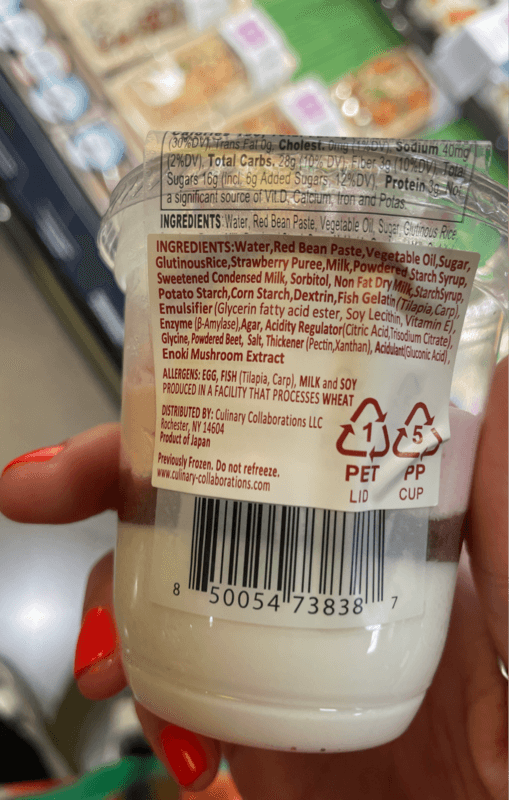 (30%DV), Trans Fat 0g, Cholest. 0mg (1%DV), Sodium 40mg
(2%DV), Total Carbs. 28g (10% DV), Fiber 3g (10%DV), Total
Sugars 16g (incl. 6g Added Sugars, 12%DV), Protein 3g. Not
a significant source of Vit.D, Calcium, Iron and Potas.
INGREDIENTS:Water, Red Bean Paste, Vegetable Oil, Sugar, Glutinous Rice,
INGREDIENTS:Water,Red Bean Paste,Vegetable Oil,Sugar,
GlutinousRice,Strawberry Puree,Milk,Powdered Starch Syrup,
Sweetened Condensed Milk, Sorbitol, Non Fat Dry Milk,StarchSyrup,
Potato Starch,Corn Starch,Dextrin,Fish Gelatin(Tilapia,Carp),
Emulsifier(Glycerin fatty acid ester, Soy Lecithin, Vitamin E),
Enzyme (β-Amylase),Agar, Acidity Regulator(Citric Acid,Trisodium Citrate),
Glycine, Powdered Beet, Salt, Thickener (Pectin,Xanthan), Acidulant(Gluconic Acid),
Enoki Mushroom Extract
ALLERGENS: EGG, FISH (Tilapia, Carp), MILK and SOY
PRODUCED IN A FACILITY THAT PROCESSES WHEAT
DISTRIBUTED BY: Culinary Collaborations LLC
Rochester, NY 14604
Product of Japan
Previously Frozen. Do not refreeze.
www.culinary-collaborations.com
1 5
PET PP
LID CUP
8 50054 73838 7